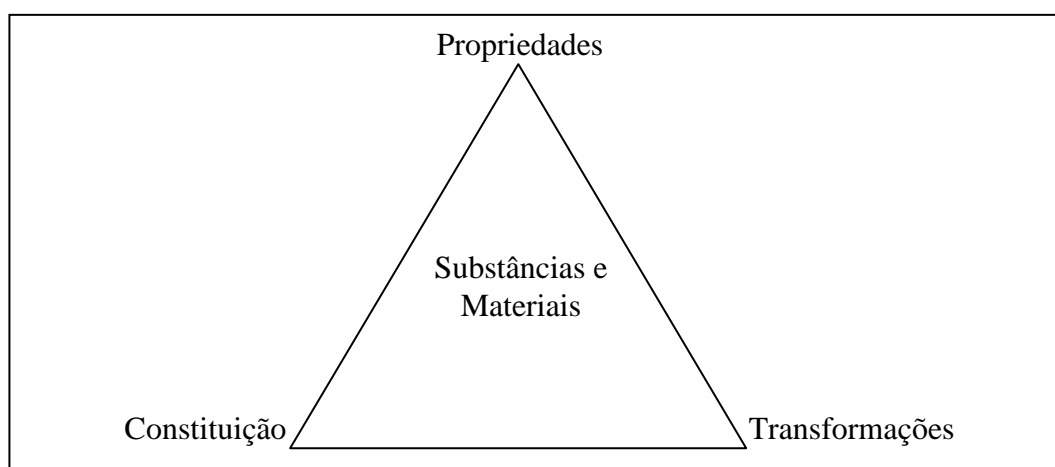 Propriedades
Substâncias e
Materiais
Constituição
Transformações